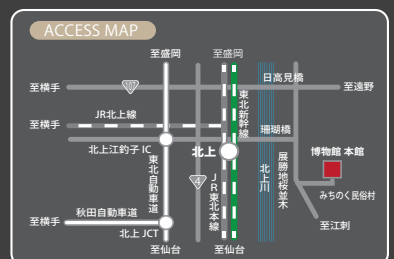 ACCESS MAP
至盛岡
至盛岡
日高見橋
至横手
107
至遠野
東北新幹線
至横手
JR北上線
珊瑚橋
北上江釣子 IC
北上
博物館 本館
東北自動車道
4
JR東北本線
北上川
展勝地桜並木
みちのく民俗村
至横手
秋田自動車道
至江刺
北上 JCT
至仙台
至仙台